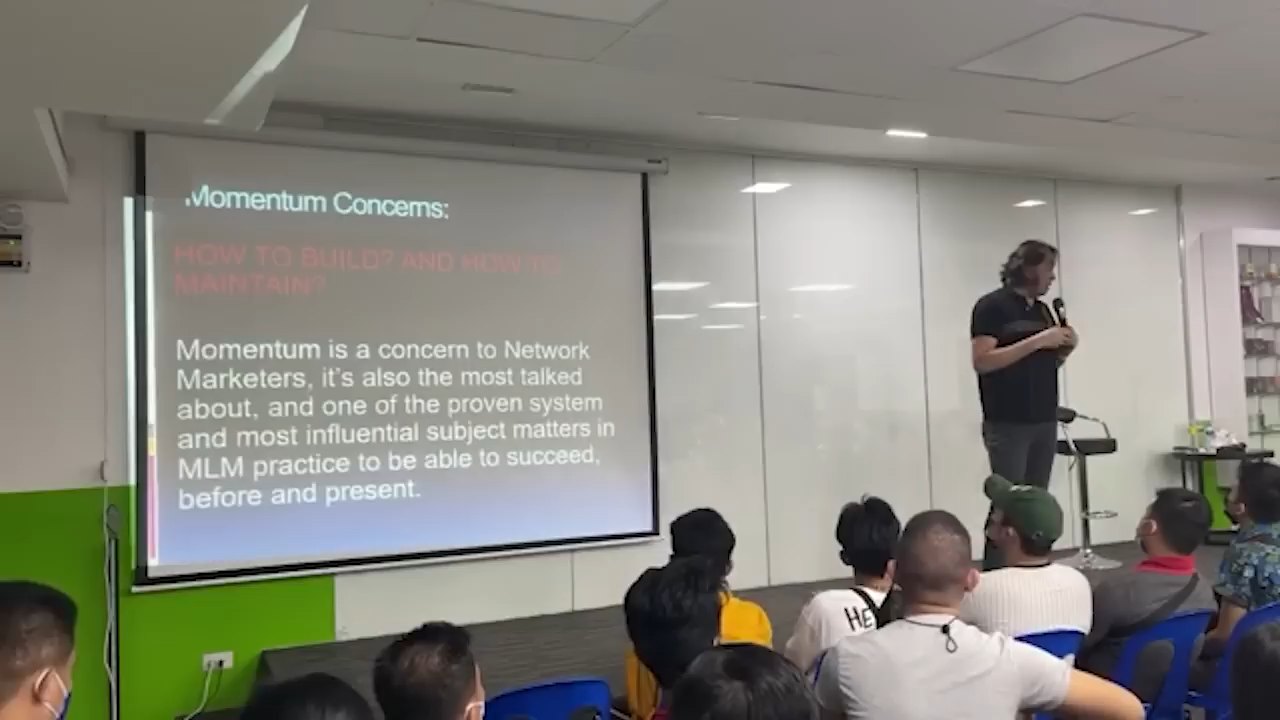 Momentum Concerns:
HOW TO BUILD? AND HOW TO
MAINTAIN?
Momentum is a concern to Network
Marketers, it's also the most talked
about, and one of the proven system
and most influential subject matters in
MLM practice to be able to succeed,
before and present.
HE